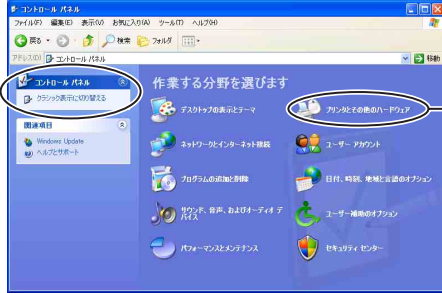 コントロール パネル
ファイル(F) 編集(E) 表示(V) お気に入り(A) ツール(T) ヘルプ(H)
戻る 検索 フォルダ
アドレス(D) コントロール パネル 移動
コントロール パネル
クラシック表示に切り替える
関連項目
Windows Update
ヘルプとサポート
作業する分野を選びます
デスクトップの表示とテーマ
プリンタとその他のハードウェア
ネットワークとインターネット接続
ユーザー アカウント
プログラムの追加と削除
日付、時刻、地域と言語のオプション
サウンド、音声、およびオーディオ デ
バイス
ユーザー補助のオプション
パフォーマンスとメンテナンス
セキュリティ センター